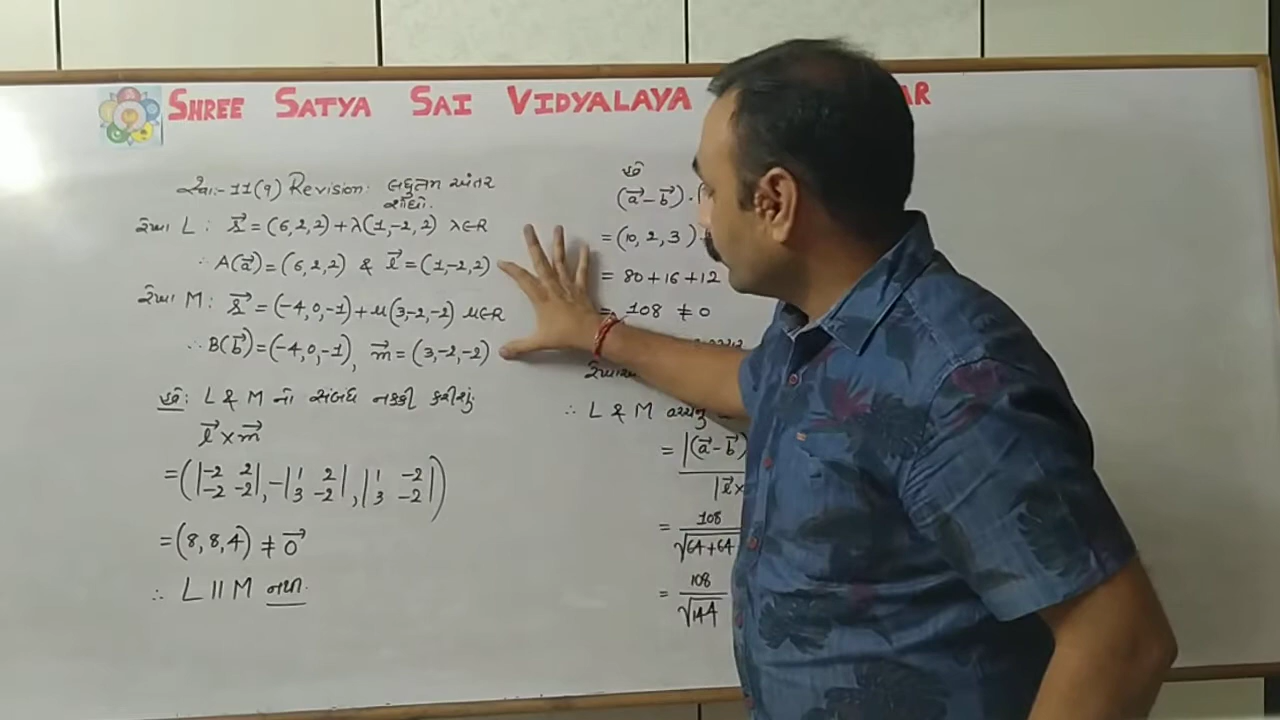 SHREE SATYA SAI VIDYALAYA
સ્વા:-11(9) Revision: લઘુતમ અંતર
શોધો.
રેખા L: r⃗ = (6,2,2)+λ(1,-2,2) λ∈R
∴ A(a⃗)=(6,2,2) & l⃗ = (1,-2,2)
રેખા M: r⃗ = (-4,0,-1)+μ(3,-2,-2) μ∈R
∴ B(b⃗)=(-4,0,-1), m⃗ = (3,-2,-2)
L & M નો સંબંધ નક્કી કરીશું
l⃗ × m⃗
=(|-2 2|, -|1 2|, |1 -2|)
|-2 -2| |3 -2| |3 -2|
=(8,8,4) ≠ 0⃗
∴ L || M નથી.
(a⃗-b⃗)·
=(10,2,3)
= 80+16+12
= 108 ≠ 0
∴ L & M
= |(a⃗-b⃗)
|l⃗×
= 108
√64+64
= 108
√144